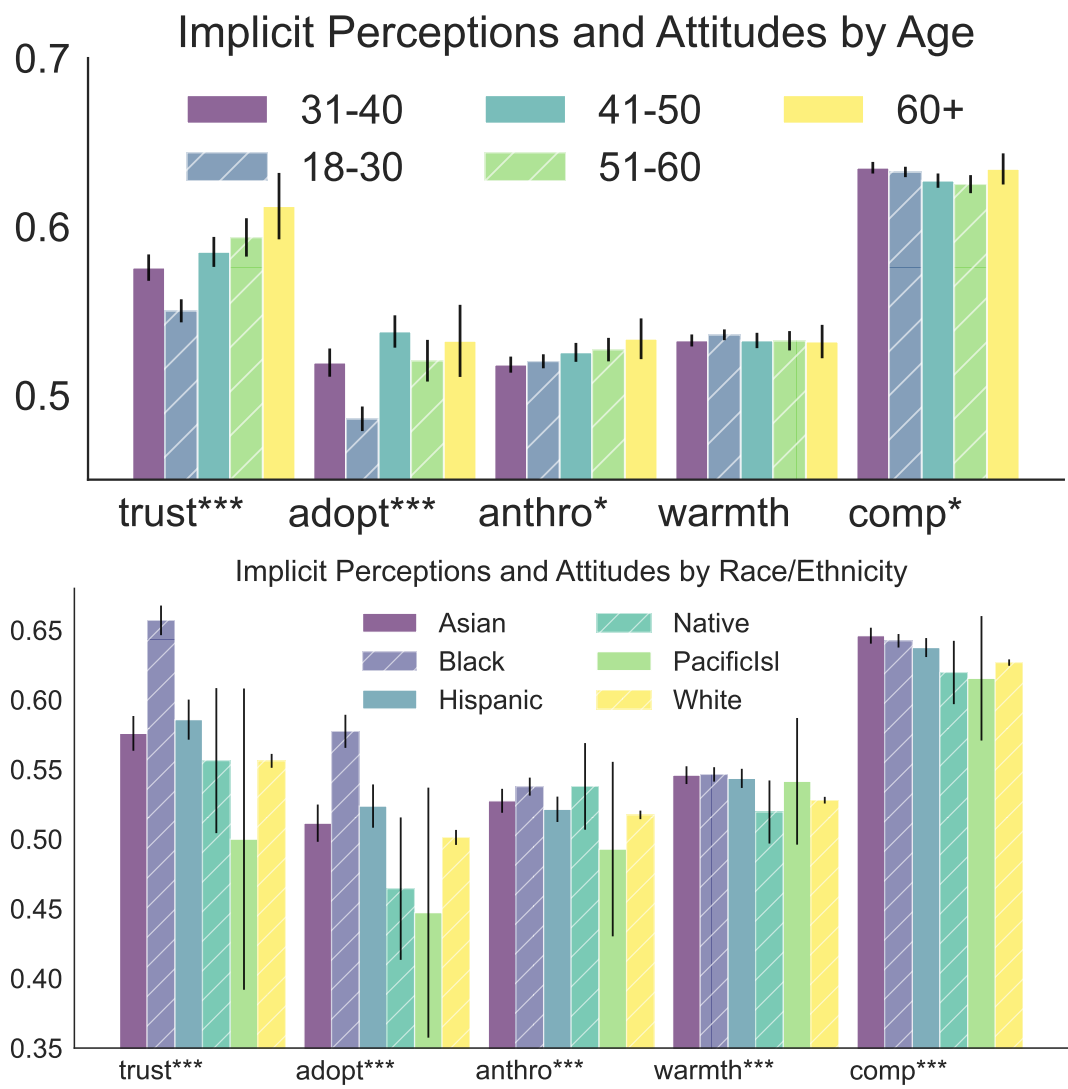 Implicit Perceptions and Attitudes by Age
0.7
31-40 41-50 60+
18-30 51-60
0.6
0.5
trust*** adopt*** anthro* warmth comp*
Implicit Perceptions and Attitudes by Race/Ethnicity
Asian Native
0.65
Black PacificIsl
0.60
Hispanic White
0.55
0.50
0.45
0.40
0.35
trust*** adopt*** anthro*** warmth*** comp***